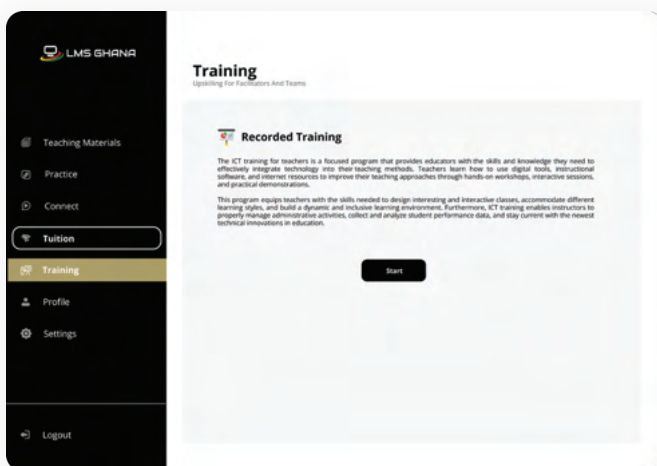 LMS GHANA
Teaching Materials
Practice
Connect
Tuition
Training
Profile
Settings
Logout
Training
Upskilling For Facilitators And Teams
Recorded Training
The ICT training for teachers is a focused program that provides educators with the skills and knowledge they need to
effectively integrate technology into their teaching methods. Teachers learn how to use digital tools, instructional
software, and internet resources to improve their teaching approaches through hands-on workshops, interactive sessions,
and practical demonstrations.
This program equips teachers with the skills needed to design interesting and interactive classes, accommodate different
learning styles, and build a dynamic and inclusive learning environment. Furthermore, ICT training enables instructors to
properly manage administrative activities, collect and analyze student performance data, and stay current with the newest
technical innovations in education.
Start